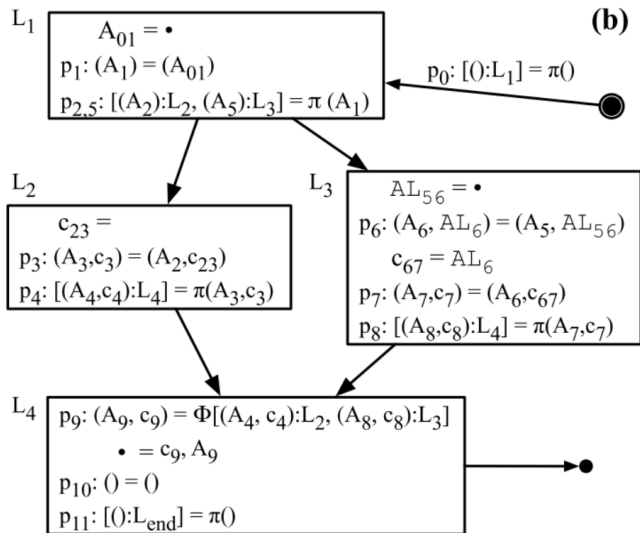 (b)
L₁
A₀₁ = •
p₁: (A₁) = (A₀₁)
p₂,₅: [(A₂):L₂, (A₅):L₃] = π (A₁)
p₀: [():L₁] = π()
L₂
c₂₃ =
p₃: (A₃,c₃) = (A₂,c₂₃)
p₄: [(A₄,c₄):L₄] = π(A₃,c₃)
L₃
AL₅₆ = •
p₆: (A₆, AL₆) = (A₅, AL₅₆)
c₆₇ = AL₆
p₇: (A₇,c₇) = (A₆,c₆₇)
p₈: [(A₈,c₈):L₄] = π(A₇,c₇)
L₄
p₉: (A₉, c₉) = Φ[(A₄, c₄):L₂, (A₈, c₈):L₃]
• = c₉, A₉
p₁₀: () = ()
p₁₁: [():Lend] = π()